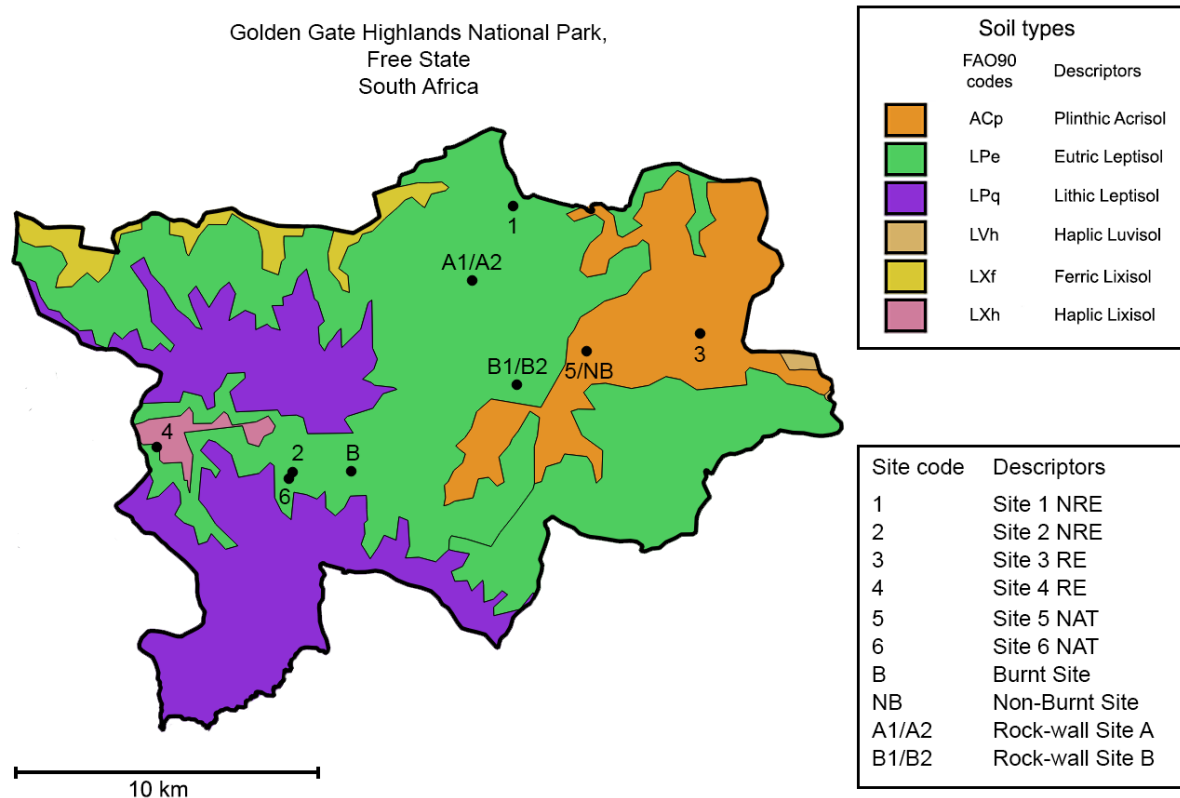 Golden Gate Highlands National Park,
Free State
South Africa
Soil types
FAO90 codes Descriptors
ACp Plinthic Acrisol
LPe Eutric Leptisol
LPq Lithic Leptisol
LVh Haplic Luvisol
LXf Ferric Lixisol
LXh Haplic Lixisol
1
A1/A2
3
5/NB
B1/B2
4
2
B
6
10 km
Site code Descriptors
1 Site 1 NRE
2 Site 2 NRE
3 Site 3 RE
4 Site 4 RE
5 Site 5 NAT
6 Site 6 NAT
B Burnt Site
NB Non-Burnt Site
A1/A2 Rock-wall Site A
B1/B2 Rock-wall Site B